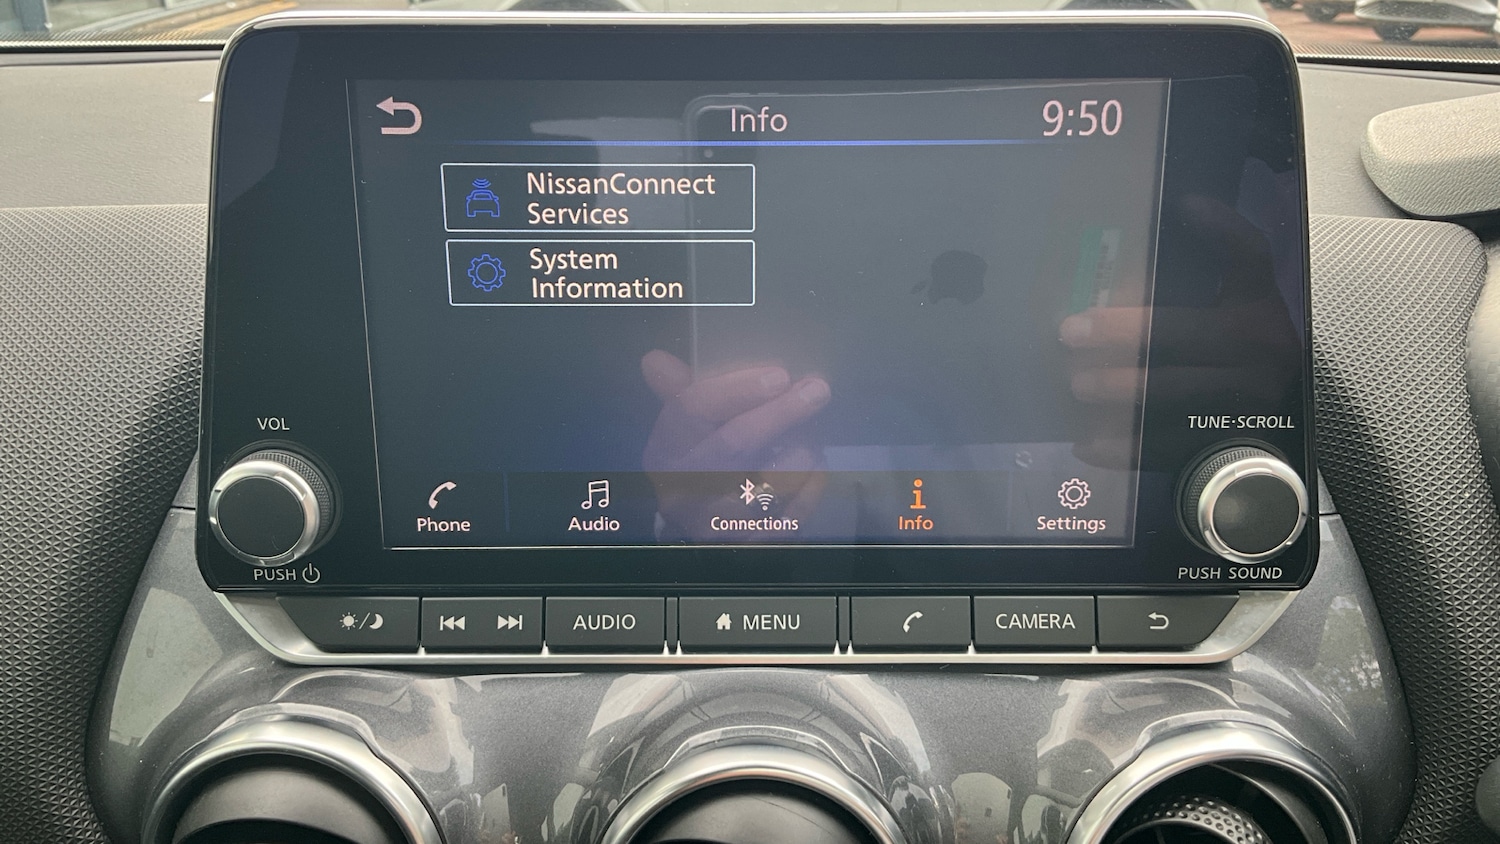 Info
9:50
NissanConnect
Services
System
Information
VOL
TUNE·SCROLL
Phone
Audio
Connections
Info
Settings
PUSH
PUSH SOUND
AUDIO
MENU
CAMERA